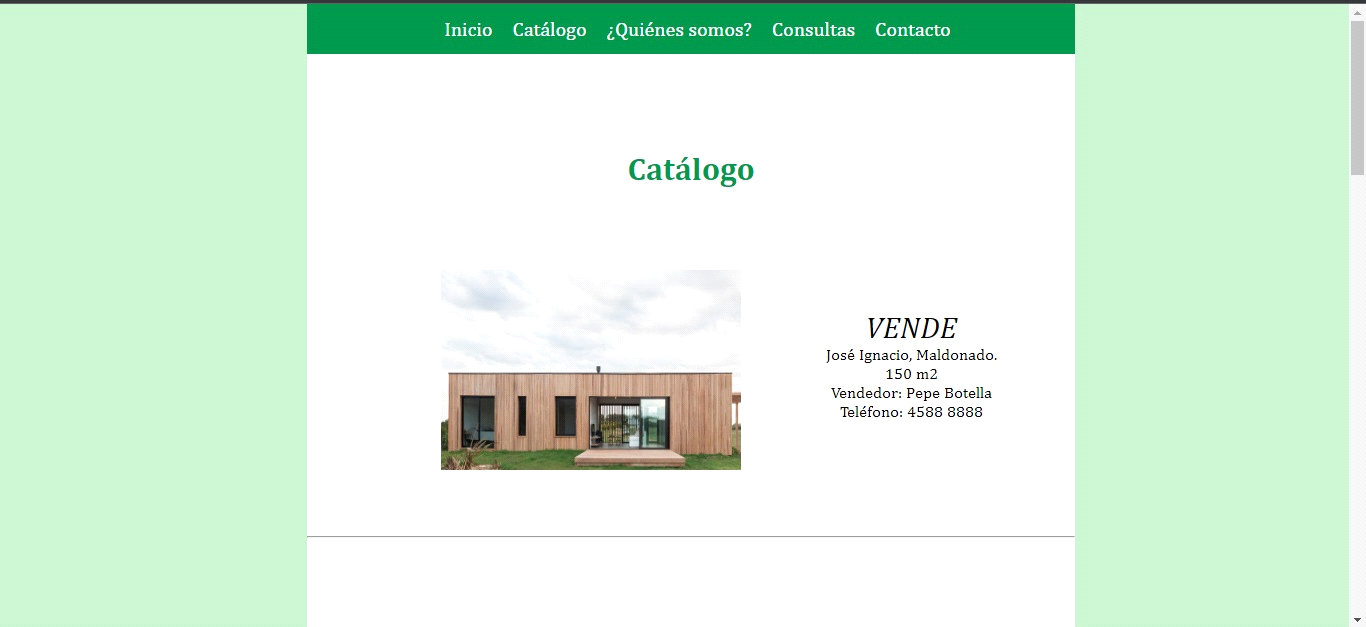 Inicio Catálogo ¿Quiénes somos? Consultas Contacto
Catálogo
VENDE
José Ignacio, Maldonado.
150 m2
Vendedor: Pepe Botella
Teléfono: 4588 8888